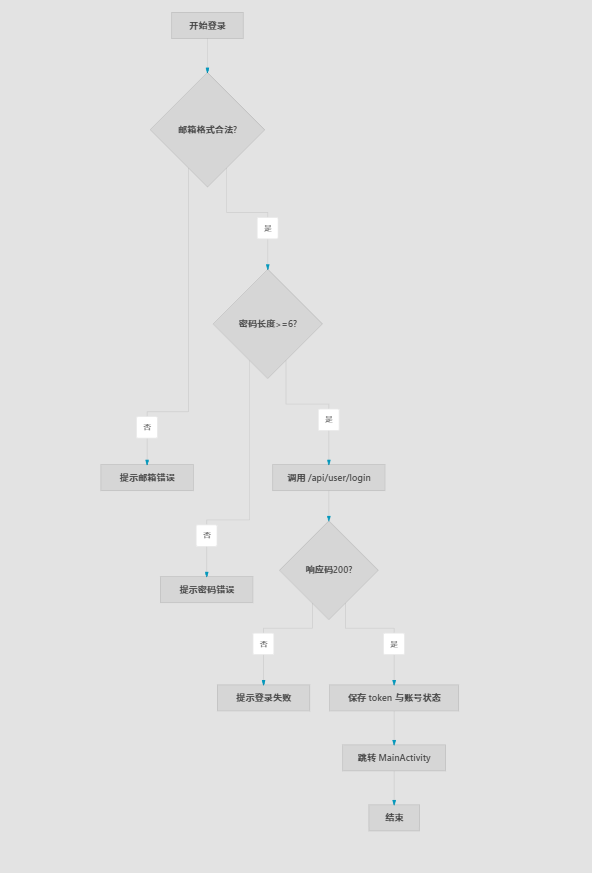 开始登录
邮箱格式合法?
是
密码长度>=6?
否
是
提示邮箱错误
调用 /api/user/login
否
响应码200?
提示密码错误
否
是
提示登录失败
保存 token 与账号状态
跳转 MainActivity
结束